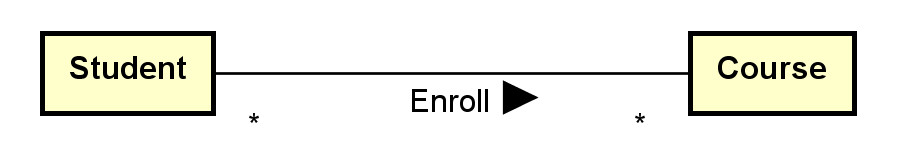 Student
Course
Enroll ▶
*
*